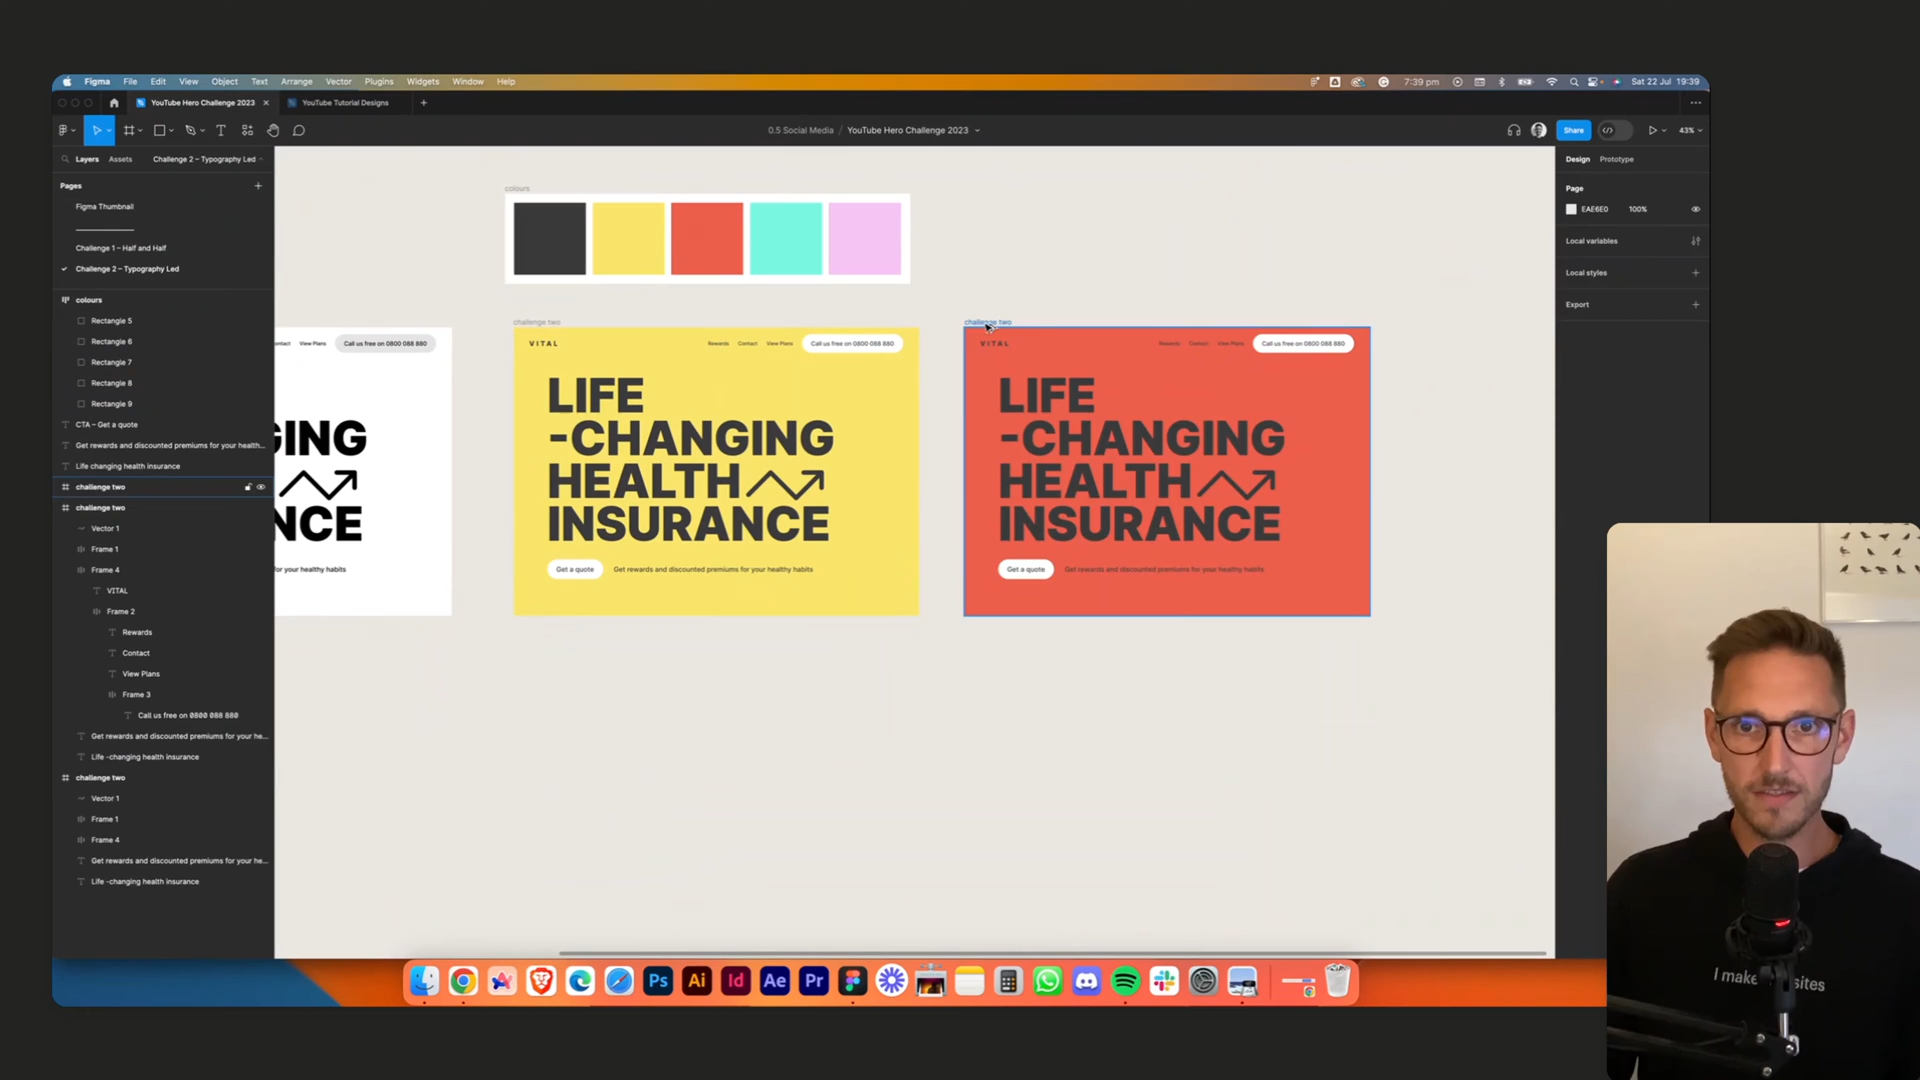 Figma File Edit View Object Text Arrange Vector Plugins Widgets Window Help
7:39 pm Sat 22 Jul 19:39
YouTube Hero Challenge 2023
YouTube Tutorial Designs
0.5 Social Media / YouTube Hero Challenge 2023
Share
43%
Layers Assets Challenge 2 – Typography Led
Pages
Figma Thumbnail
Challenge 1 – Half and Half
Challenge 2 – Typography Led
colours
Rectangle 5
Rectangle 6
Rectangle 7
Rectangle 8
Rectangle 9
CTA – Get a quote
Get rewards and discounted premiums for your health...
Life changing health insurance
challenge two
challenge two
Vector 1
Frame 1
Frame 4
VITAL
Frame 2
Rewards
Contact
View Plans
Frame 3
Call us free on 0800 088 880
Get rewards and discounted premiums for your he...
Life -changing health insurance
challenge two
Vector 1
Frame 1
Frame 4
Get rewards and discounted premiums for your he...
Life -changing health insurance
colours
ontact View Plans Call us free on 0800 088 880
GING
NCE
for your healthy habits
challenge two
VITAL Rewards Contact View Plans Call us free on 0800 088 880
LIFE
-CHANGING
HEALTH
INSURANCE
Get a quote Get rewards and discounted premiums for your healthy habits
challenge two
VITAL Rewards Contact View Plans Call us free on 0800 088 880
LIFE
-CHANGING
HEALTH
INSURANCE
Get a quote Get rewards and discounted premiums for your healthy habits
Design Prototype
Page
EAE6E0 100%
Local variables
Local styles
Export
Ps Ai Id Ae Pr
I make sites